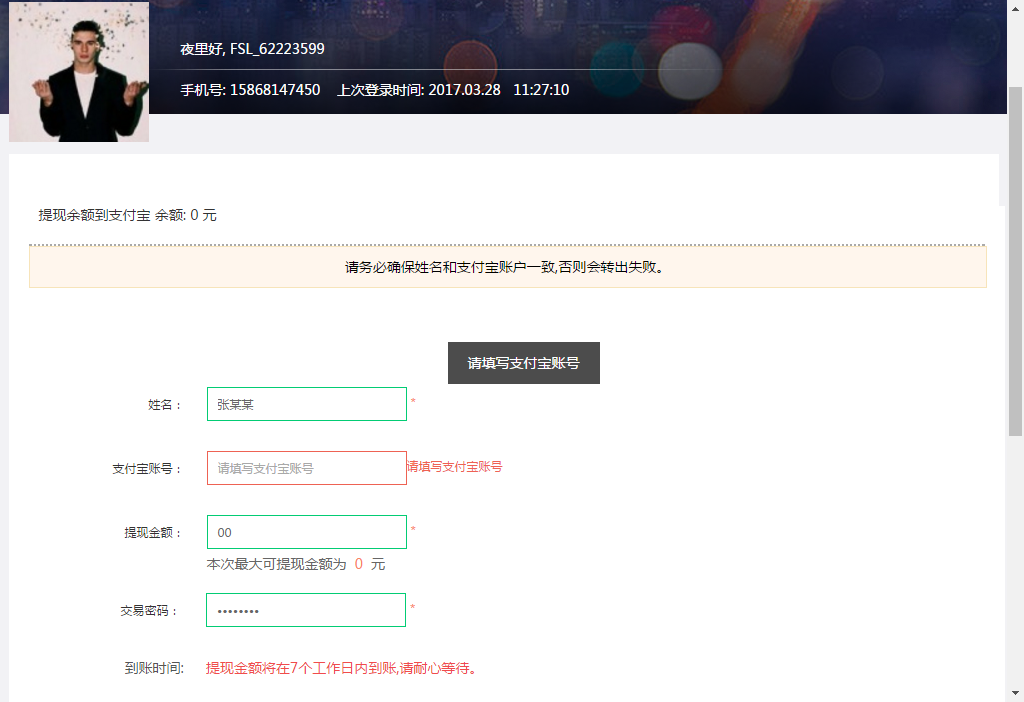 夜里好, FSL_62223599
手机号: 15868147450 上次登录时间: 2017.03.28 11:27:10
提现余额到支付宝 余额: 0 元
请务必确保姓名和支付宝账户一致,否则会转出失败。
请填写支付宝账号
姓名： 张某某 *
支付宝账号： 请填写支付宝账号 请填写支付宝账号
提现金额： 00 *
本次最大可提现金额为 0 元
交易密码： •••••••• *
到账时间: 提现金额将在7个工作日内到账,请耐心等待。